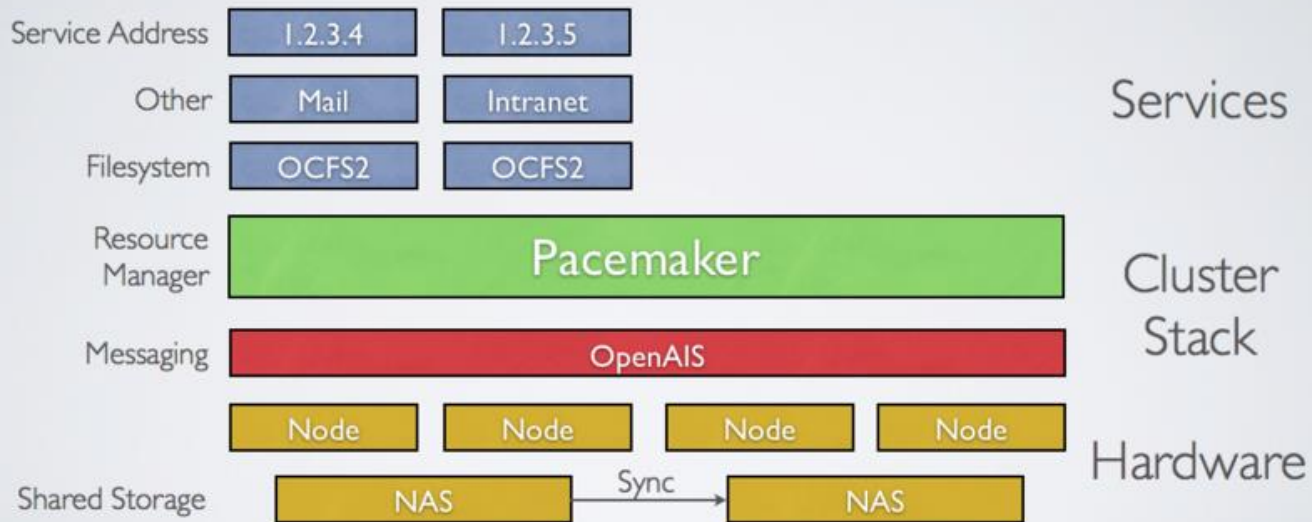 Service Address 1.2.3.4 1.2.3.5
Other Mail Intranet Services
Filesystem OCFS2 OCFS2
Resource
Manager
Pacemaker
Cluster
Stack
Messaging OpenAIS
Node Node Node Node
Hardware
Shared Storage NAS Sync NAS